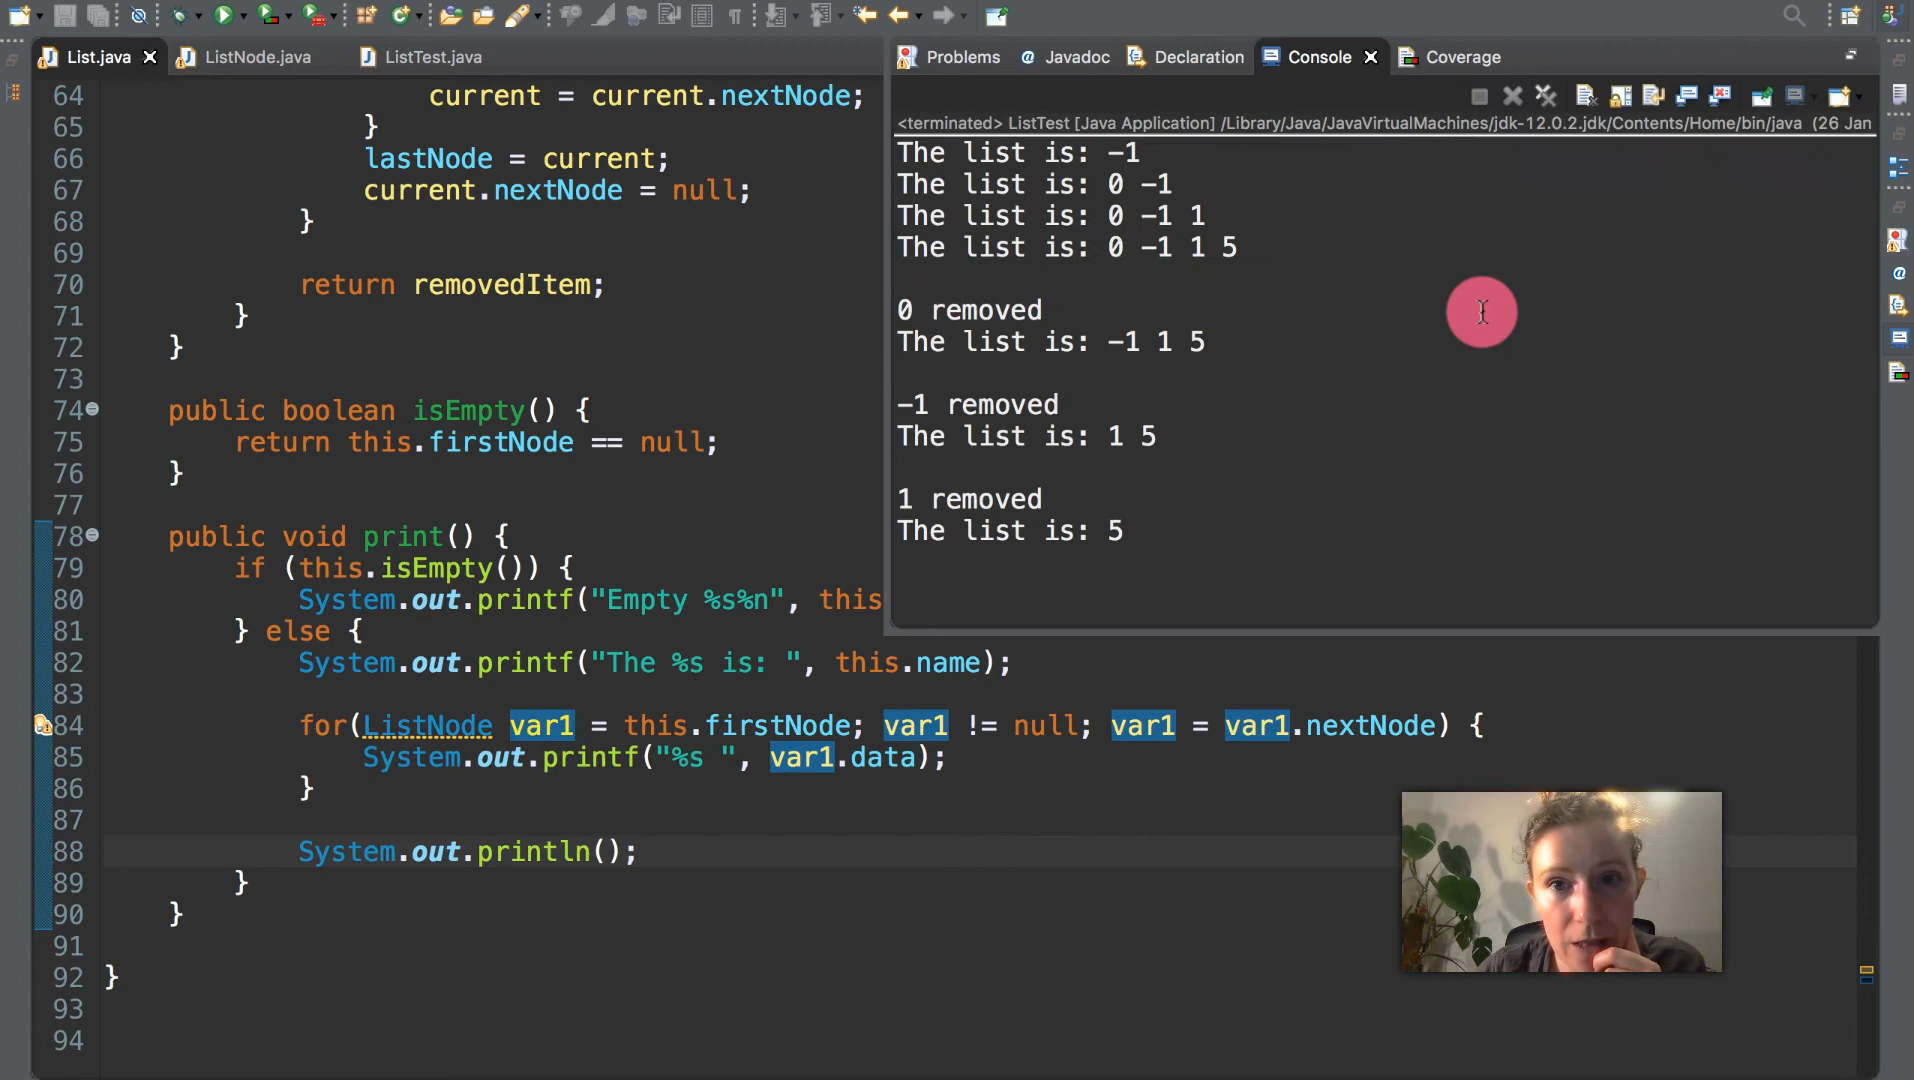 List.java
ListNode.java
ListTest.java
64 current = current.nextNode;
65 }
66 lastNode = current;
67 current.nextNode = null;
68 }
69
70 return removedItem;
71 }
72 }
73
74 public boolean isEmpty() {
75 return this.firstNode == null;
76 }
77
78 public void print() {
79 if (this.isEmpty()) {
80 System.out.printf("Empty %s%n", this
81 } else {
82 System.out.printf("The %s is: ", this.name);
83
84 for(ListNode var1 = this.firstNode; var1 != null; var1 = var1.nextNode) {
85 System.out.printf("%s ", var1.data);
86 }
87
88 System.out.println();
89 }
90 }
91
92 }
93
94
Problems @ Javadoc Declaration Console Coverage
<terminated> ListTest [Java Application] /Library/Java/JavaVirtualMachines/jdk-12.0.2.jdk/Contents/Home/bin/java (26 Jan
The list is: -1
The list is: 0 -1
The list is: 0 -1 1
The list is: 0 -1 1 5
0 removed
The list is: -1 1 5
-1 removed
The list is: 1 5
1 removed
The list is: 5